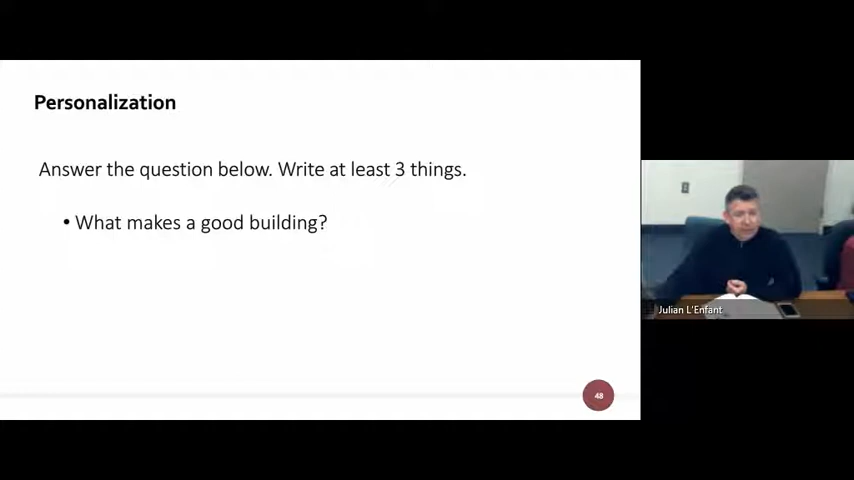 Personalization
Answer the question below. Write at least 3 things.
• What makes a good building?
Julian L'Enfant
48